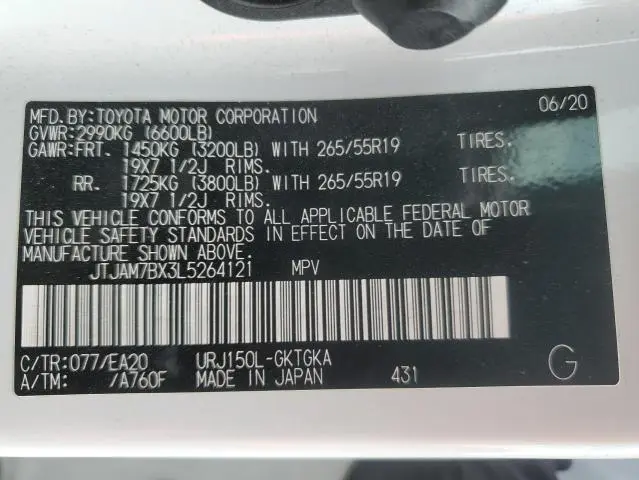 MFD.BY:TOYOTA MOTOR CORPORATION 06/20
GVWR:2990KG (6600LB)
GAWR:FRT. 1450KG (3200LB) WITH 265/55R19 TIRES.
19X7 1/2J RIMS.
RR. 1725KG (3800LB) WITH 265/55R19 TIRES.
19X7 1/2J RIMS.
THIS VEHICLE CONFORMS TO ALL APPLICABLE FEDERAL MOTOR
VEHICLE SAFETY STANDARDS IN EFFECT ON THE DATE OF
MANUFACTURE SHOWN ABOVE.
JTJAM7BX3L5264121 MPV
C/TR:077/EA20 URJ150L-GKTGKA
A/TM: /A760F MADE IN JAPAN 431 G